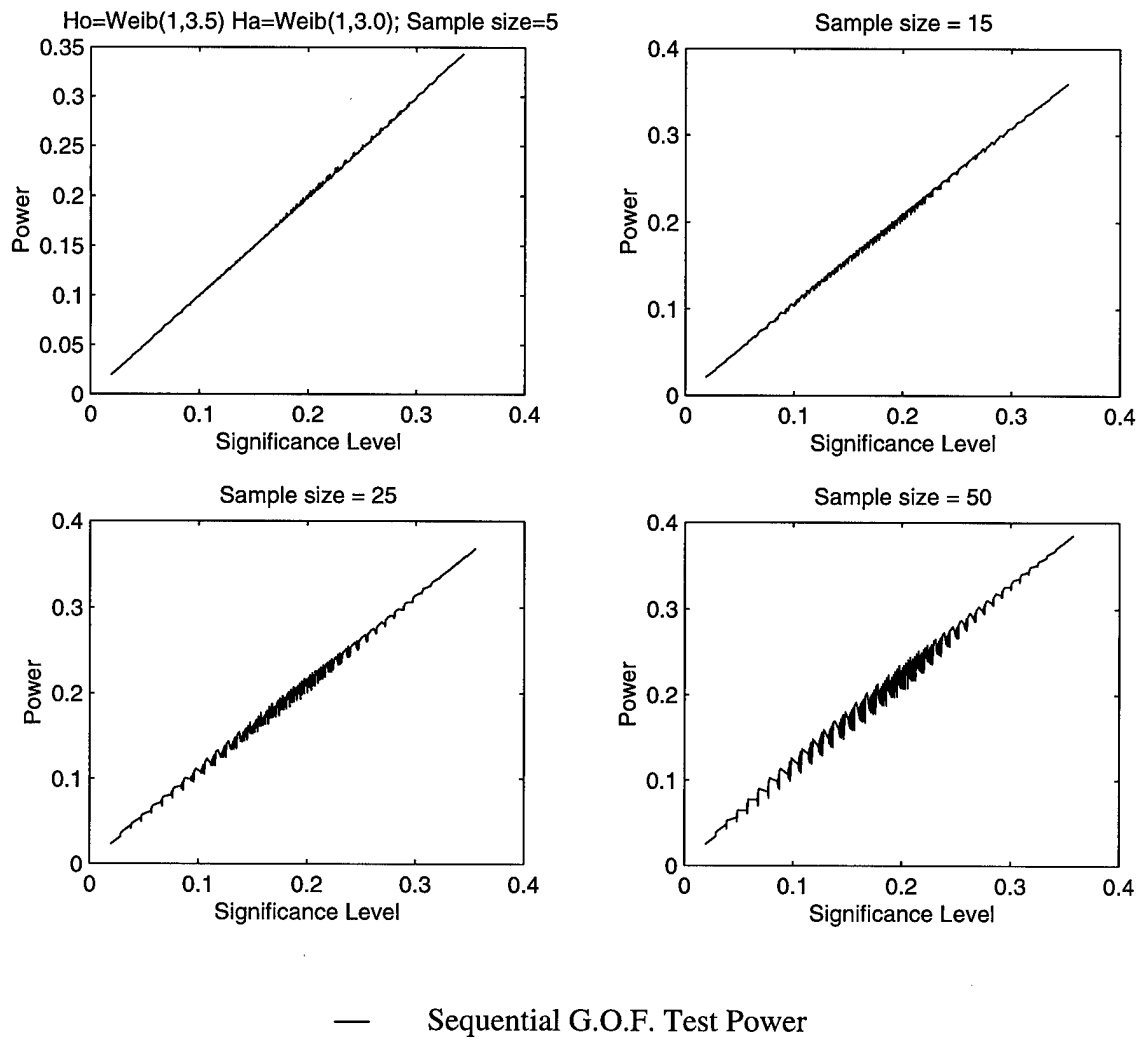 Ho=Weib(1,3.5) Ha=Weib(1,3.0); Sample size=5
0.35
0.3
0.25
0.2
0.15
0.1
0.05
0
Power
0 0.1 0.2 0.3 0.4
Significance Level
Sample size = 15
0.4
0.3
0.2
0.1
0
Power
0 0.1 0.2 0.3 0.4
Significance Level
Sample size = 25
0.4
0.3
0.2
0.1
0
Power
0 0.1 0.2 0.3 0.4
Significance Level
Sample size = 50
0.4
0.3
0.2
0.1
0
Power
0 0.1 0.2 0.3 0.4
Significance Level
Sequential G.O.F. Test Power